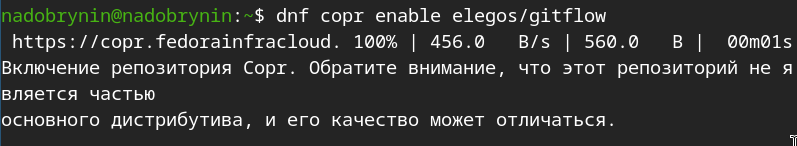 nadobrynin@nadobrynin:~$ dnf copr enable elegos/gitflow
https://copr.fedorainfracloud. 100% | 456.0   B/s | 560.0   B |  00m01s
Включение репозитория Copr. Обратите внимание, что этот репозиторий не я
вляется частью
основного дистрибутива, и его качество может отличаться.